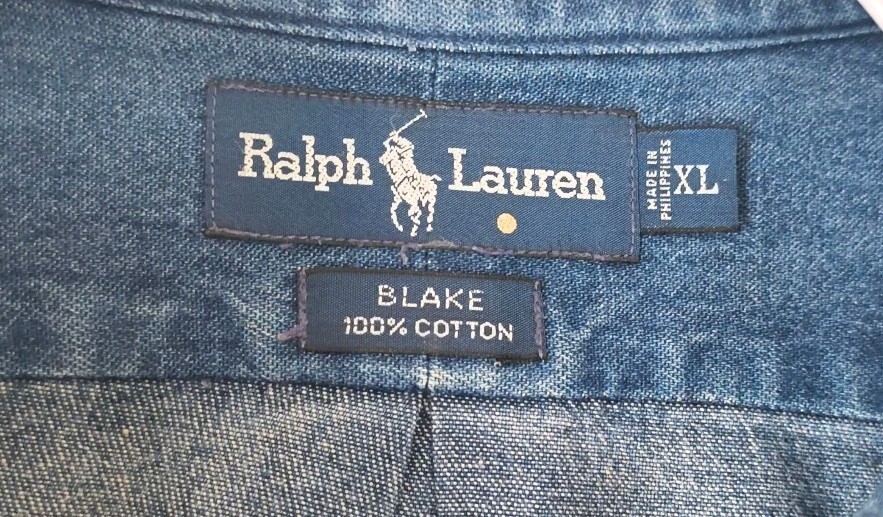 Ralph Lauren
MADE IN
PHILIPPINES
XL
BLAKE
100% COTTON